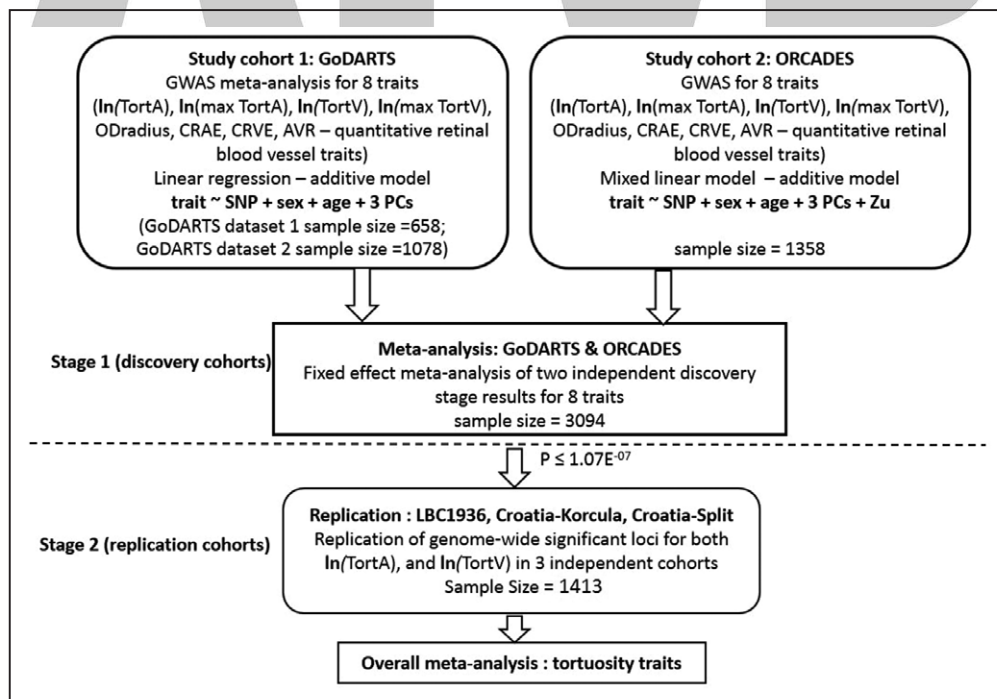 Study cohort 1: GoDARTS
GWAS meta-analysis for 8 traits
(ln(TortA), ln(max TortA), ln(TortV), ln(max TortV),
ODradius, CRAE, CRVE, AVR – quantitative retinal
blood vessel traits)
Linear regression – additive model
trait ~ SNP + sex + age + 3 PCs
(GoDARTS dataset 1 sample size =658;
GoDARTS dataset 2 sample size =1078)
Study cohort 2: ORCADES
GWAS for 8 traits
(ln(TortA), ln(max TortA), ln(TortV), ln(max TortV),
ODradius, CRAE, CRVE, AVR – quantitative retinal
blood vessel traits)
Mixed linear model – additive model
trait ~ SNP + sex + age + 3 PCs + Zu
sample size = 1358
Stage 1 (discovery cohorts)
Meta-analysis: GoDARTS & ORCADES
Fixed effect meta-analysis of two independent discovery
stage results for 8 traits
sample size = 3094
P ≤ 1.07E-07
Stage 2 (replication cohorts)
Replication : LBC1936, Croatia-Korcula, Croatia-Split
Replication of genome-wide significant loci for both
ln(TortA), and ln(TortV) in 3 independent cohorts
Sample Size = 1413
Overall meta-analysis : tortuosity traits